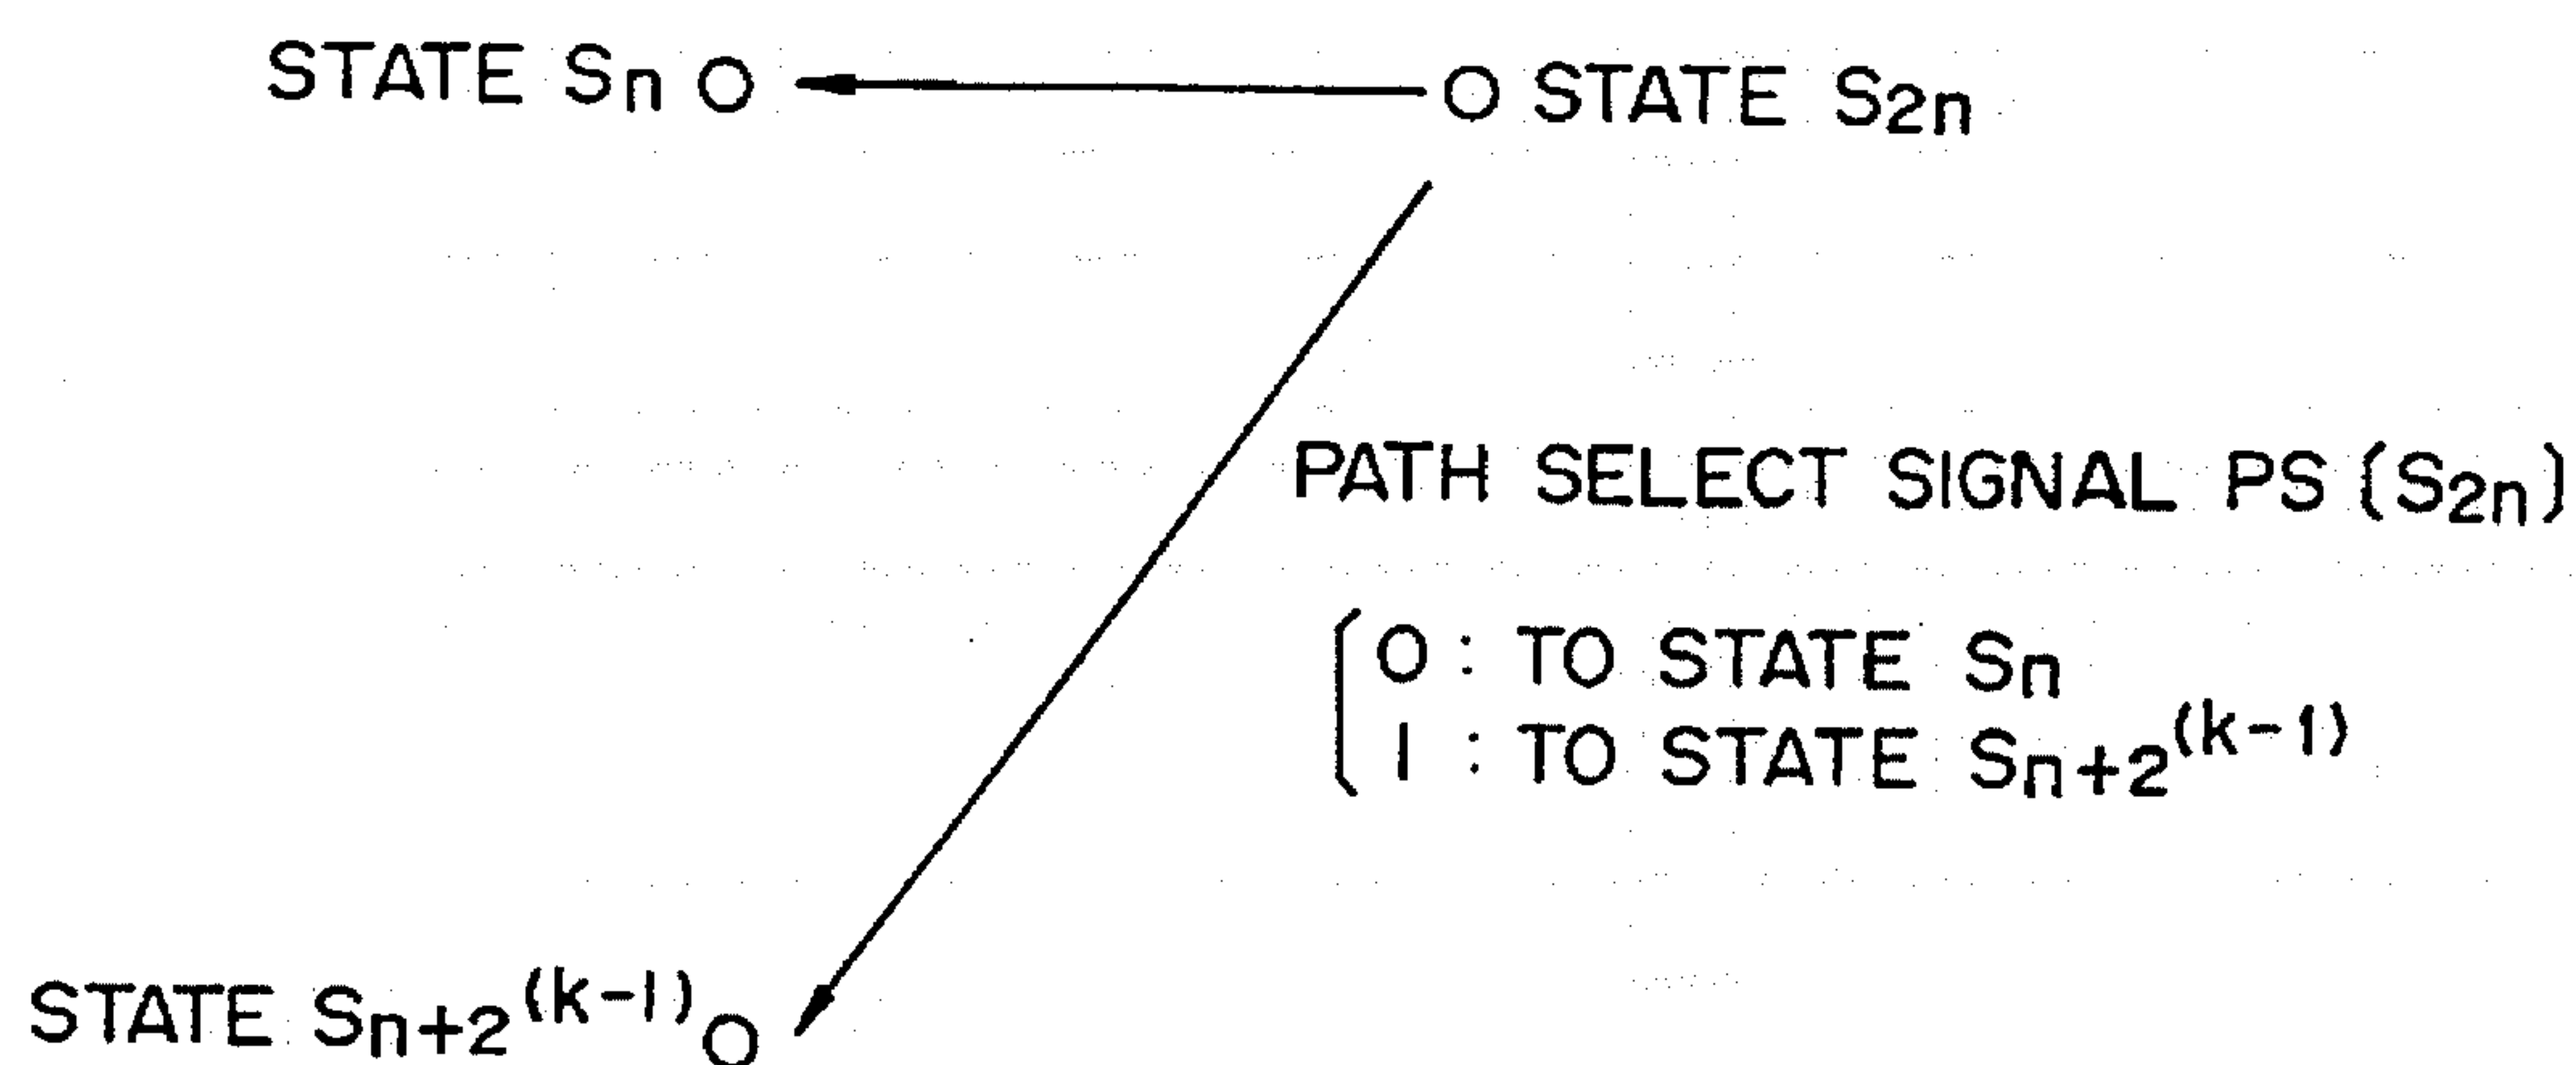 STATE Sn O O STATE S2n
PATH SELECT SIGNAL PS (S2n)
0 : TO STATE Sn
1 : TO STATE Sn+2^(k-1)
STATE Sn+2^(k-1) O